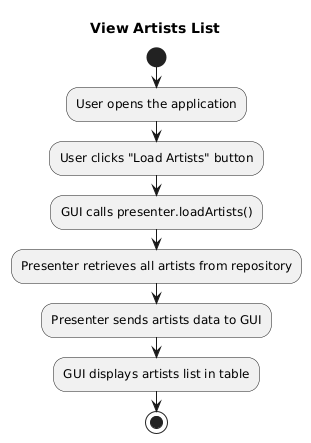 View Artists List
User opens the application
User clicks "Load Artists" button
GUI calls presenter.loadArtists()
Presenter retrieves all artists from repository
Presenter sends artists data to GUI
GUI displays artists list in table